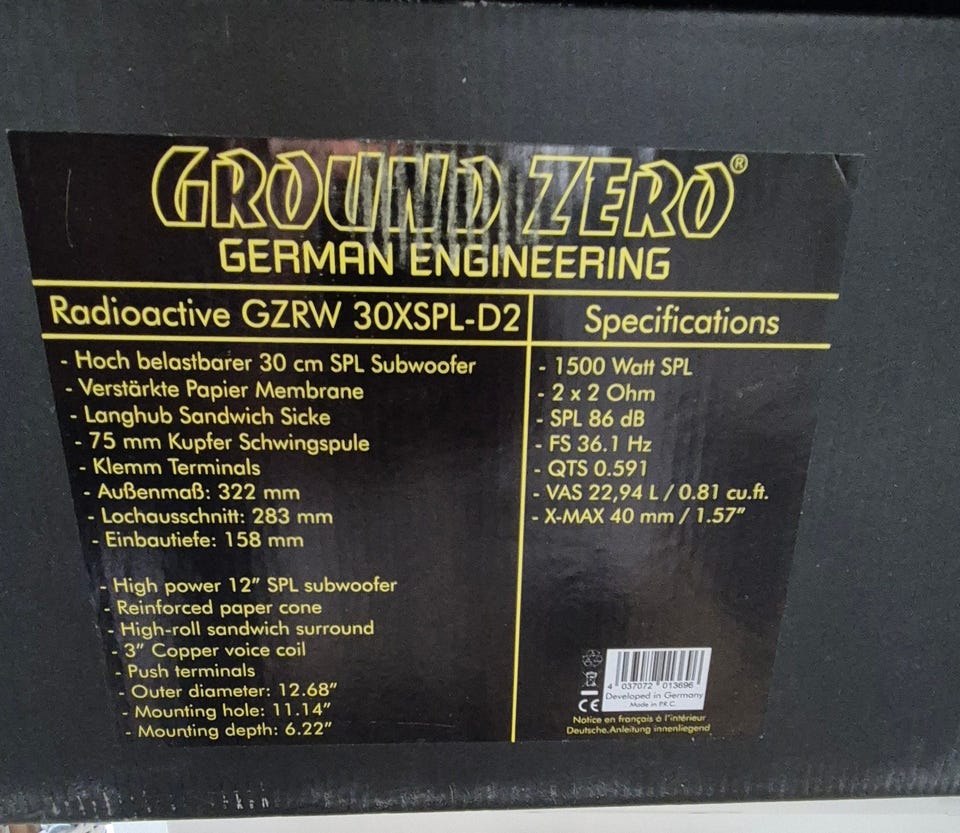 GROUND ZERO®
GERMAN ENGINEERING
Radioactive GZRW 30XSPL-D2
- Hoch belastbarer 30 cm SPL Subwoofer
- Verstärkte Papier Membrane
- Langhub Sandwich Sicke
- 75 mm Kupfer Schwingspule
- Klemm Terminals
- Außenmaß: 322 mm
- Lochausschnitt: 283 mm
- Einbautiefe: 158 mm
- High power 12" SPL subwoofer
- Reinforced paper cone
- High-roll sandwich surround
- 3" Copper voice coil
- Push terminals
- Outer diameter: 12.68"
- Mounting hole: 11.14"
- Mounting depth: 6.22"
Specifications
- 1500 Watt SPL
- 2 x 2 Ohm
- SPL 86 dB
- FS 36.1 Hz
- QTS 0.591
- VAS 22,94 L / 0.81 cu.ft.
- X-MAX 40 mm / 1.57"
4 037072 013696
Developed in Germany
Made in P.R.C.
CE
Notice en français à l'intérieur
Deutsche.Anleitung innenliegend